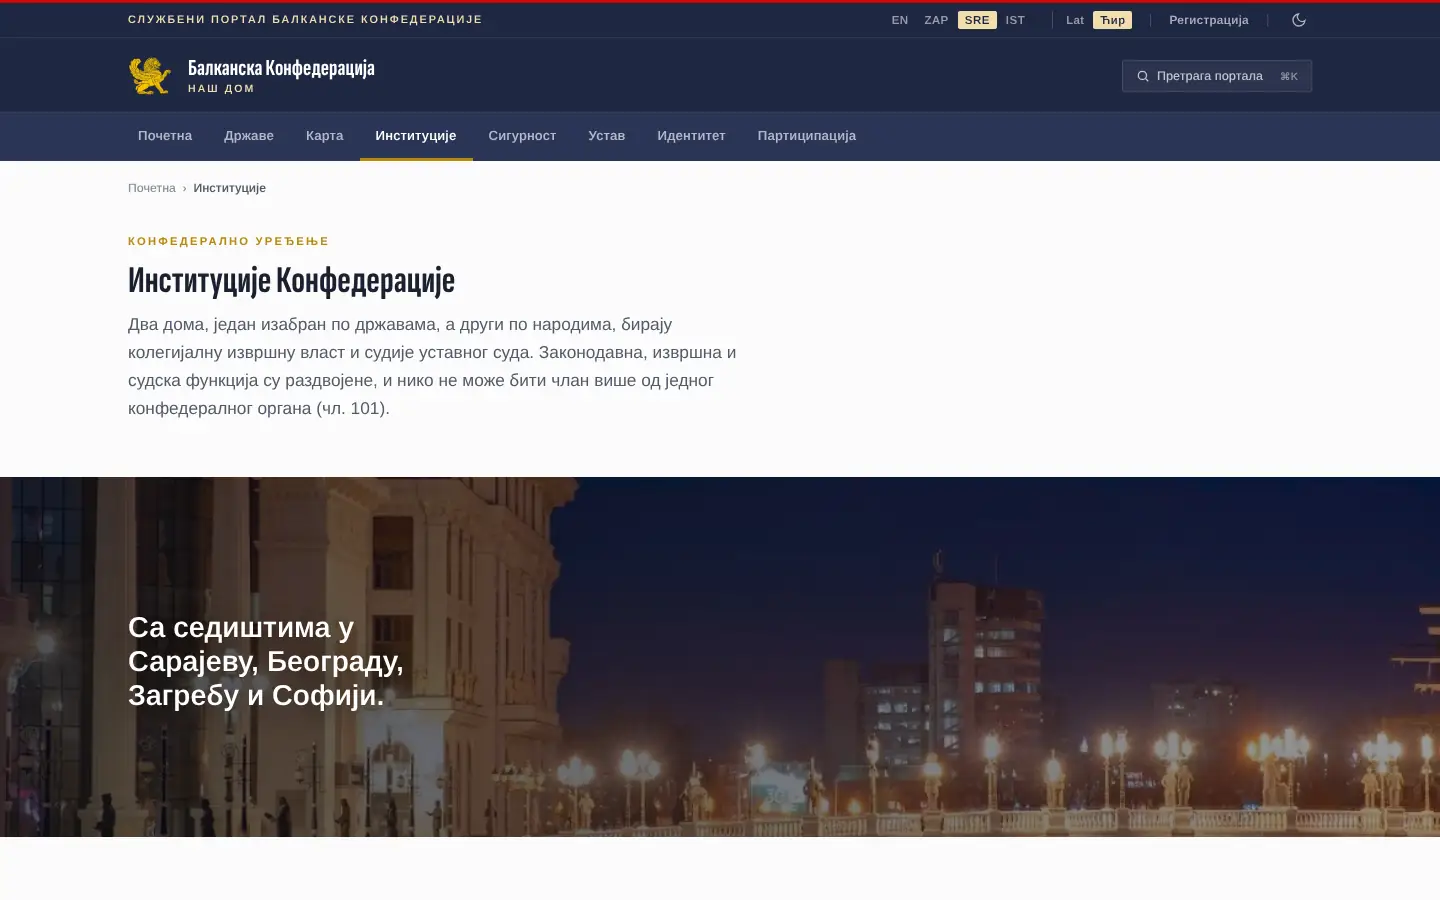 СЛУЖБЕНИ ПОРТАЛ БАЛКАНСКЕ КОНФЕДЕРАЦИЈЕ
EN ZAP SRE IST Lat Ћир Регистрација
Балканска Конфедерација
НАШ ДОМ
Претрага портала ⌘K
Почетна Државе Карта Институције Сигурност Устав Идентитет Партиципација
Почетна › Институције
КОНФЕДЕРАЛНО УРЕЂЕЊЕ
Институције Конфедерације
Два дома, један изабран по државама, а други по народима, бирају
колегијалну извршну власт и судије уставног суда. Законодавна, извршна и
судска функција су раздвојене, и нико не може бити члан више од једног
конфедералног органа (чл. 101).
Са седиштима у
Сарајеву, Београду,
Загребу и Софији.